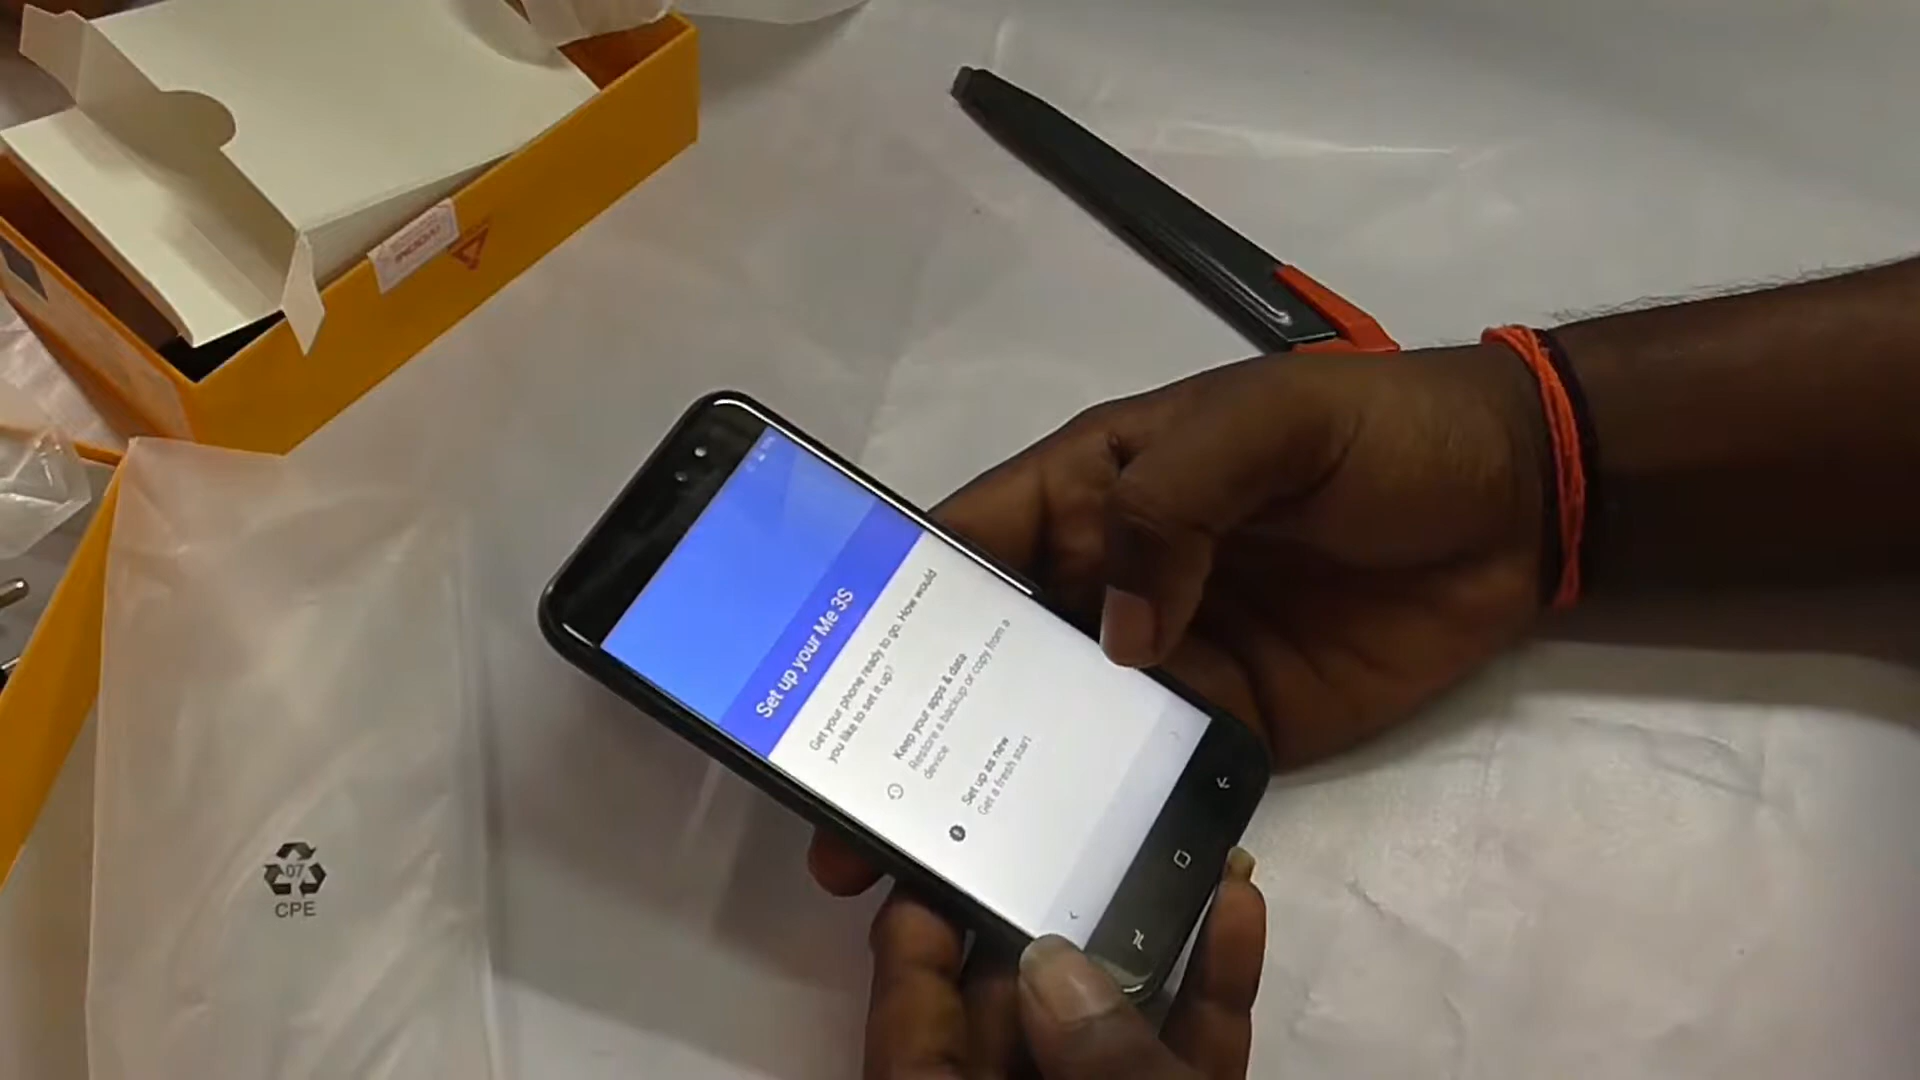 Set up your Me 3S
Get your phone ready to go. How would
you like to set it up?
Keep your apps & data
Restore a backup or copy from a
device
Set up as new
Get a fresh start
07
CPE